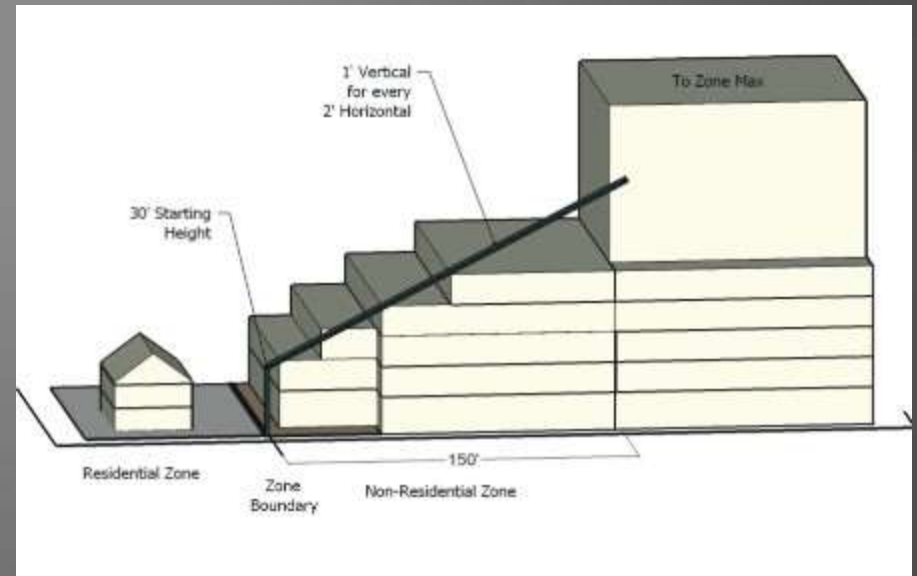 1' Vertical
for every
2' Horizontal
To Zone Max
30' Starting
Height
150'
Residential Zone
Zone
Boundary
Non-Residential Zone